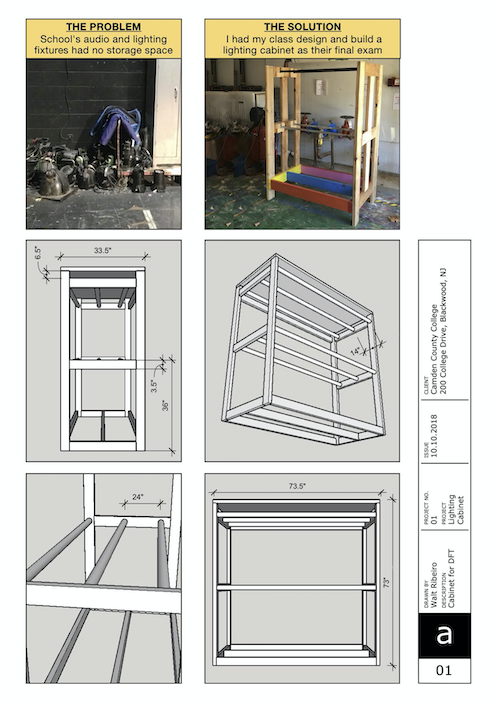 THE PROBLEM
School's audio and lighting
fixtures had no storage space
THE SOLUTION
I had my class design and build a
lighting cabinet as their final exam
6.5"
33.5"
3.5"
36"
14"
24"
73.5"
73"
CLIENT
Camden County College
200 College Drive, Blackwood, NJ
ISSUE
10.10.2018
PROJECT NO.
01
PROJECT
Lighting
Cabinet
DRAWN BY
Walt Ribeiro
DESCRIPTION
Cabinet for DFT
a
01